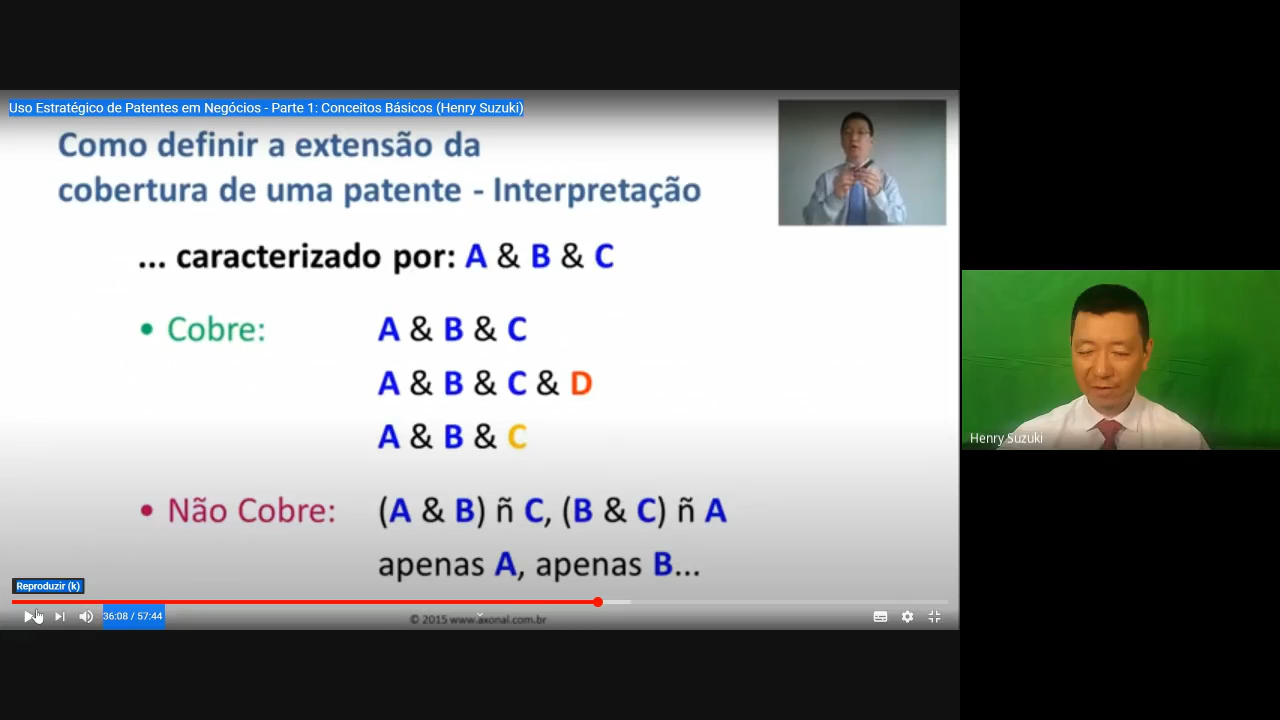 Uso Estratégico de Patentes em Negócios - Parte 1: Conceitos Básicos (Henry Suzuki)
Como definir a extensão da
cobertura de uma patente - Interpretação
... caracterizado por: A & B & C
• Cobre: A & B & C
A & B & C & D
A & B & C
• Não Cobre: (A & B) ñ C, (B & C) ñ A
apenas A, apenas B...
Reproduzir (k)
36:08 / 57:44
© 2015 www.axonal.com.br
Henry Suzuki